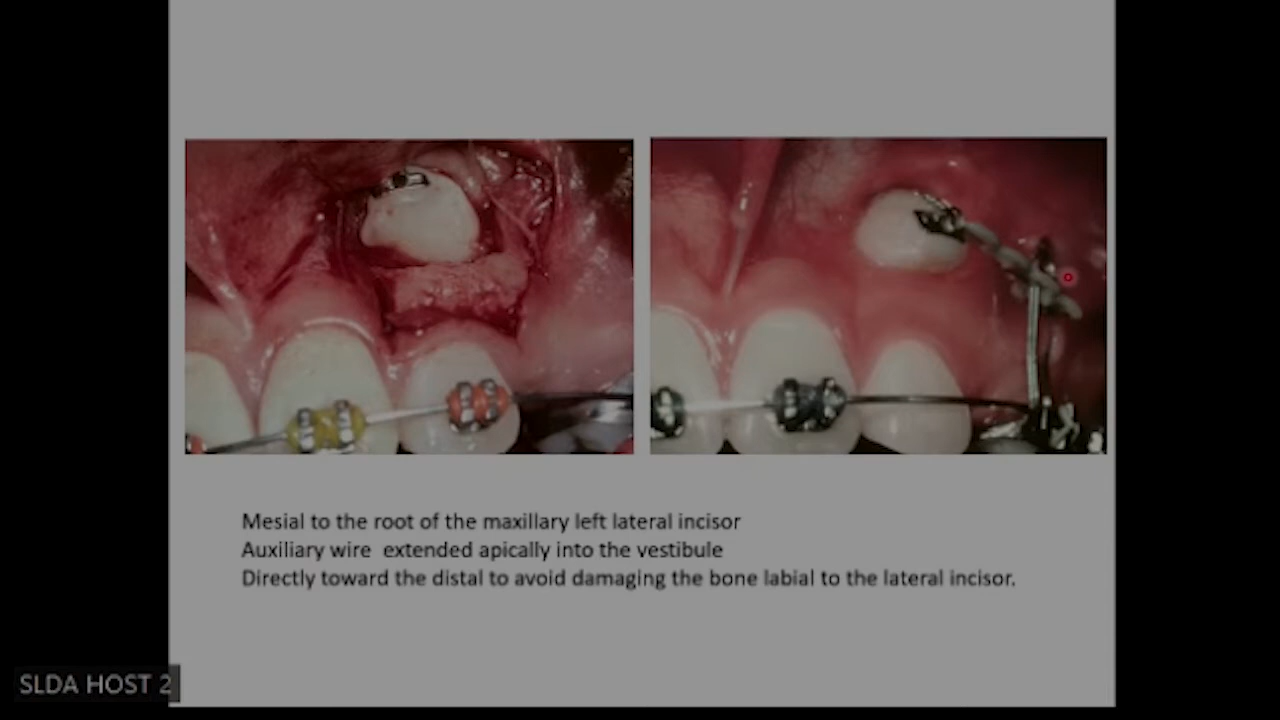 Mesial to the root of the maxillary left lateral incisor
Auxiliary wire extended apically into the vestibule
Directly toward the distal to avoid damaging the bone labial to the lateral incisor.
SLDA HOST 2